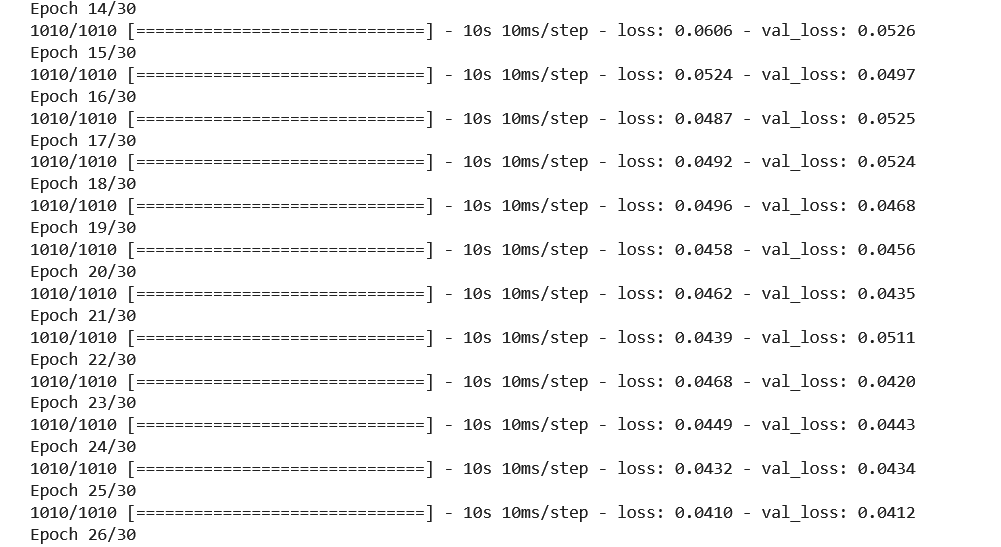 Epoch 14/30
1010/1010 [==============================] - 10s 10ms/step - loss: 0.0606 - val_loss: 0.0526
Epoch 15/30
1010/1010 [==============================] - 10s 10ms/step - loss: 0.0524 - val_loss: 0.0497
Epoch 16/30
1010/1010 [==============================] - 10s 10ms/step - loss: 0.0487 - val_loss: 0.0525
Epoch 17/30
1010/1010 [==============================] - 10s 10ms/step - loss: 0.0492 - val_loss: 0.0524
Epoch 18/30
1010/1010 [==============================] - 10s 10ms/step - loss: 0.0496 - val_loss: 0.0468
Epoch 19/30
1010/1010 [==============================] - 10s 10ms/step - loss: 0.0458 - val_loss: 0.0456
Epoch 20/30
1010/1010 [==============================] - 10s 10ms/step - loss: 0.0462 - val_loss: 0.0435
Epoch 21/30
1010/1010 [==============================] - 10s 10ms/step - loss: 0.0439 - val_loss: 0.0511
Epoch 22/30
1010/1010 [==============================] - 10s 10ms/step - loss: 0.0468 - val_loss: 0.0420
Epoch 23/30
1010/1010 [==============================] - 10s 10ms/step - loss: 0.0449 - val_loss: 0.0443
Epoch 24/30
1010/1010 [==============================] - 10s 10ms/step - loss: 0.0432 - val_loss: 0.0434
Epoch 25/30
1010/1010 [==============================] - 10s 10ms/step - loss: 0.0410 - val_loss: 0.0412
Epoch 26/30